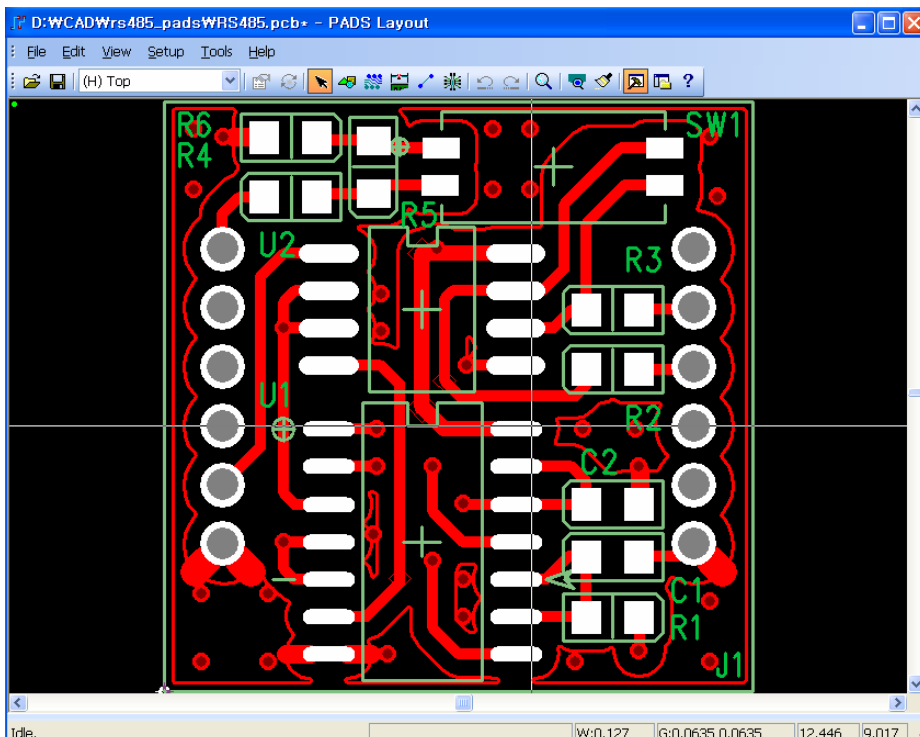 D:₩CAD₩rs485_pads₩RS485.pcb* - PADS Layout
File Edit View Setup Tools Help
(H) Top
R6
SW1
R4
R5
U2
R3
U1
R2
C2
C1
R1
J1
Idle.
W:0.127 G:0.0635 0.0635 12.446 9.017